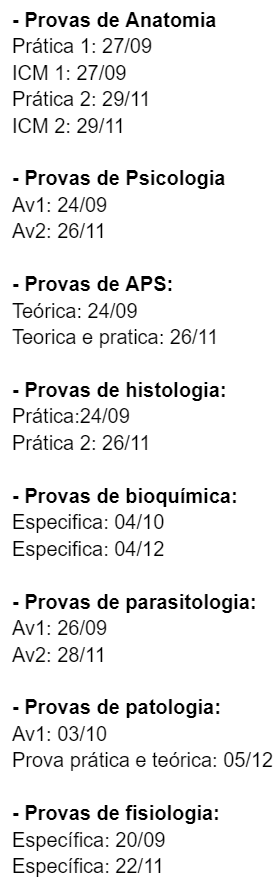 - Provas de Anatomia
Prática 1: 27/09
ICM 1: 27/09
Prática 2: 29/11
ICM 2: 29/11
- Provas de Psicologia
Av1: 24/09
Av2: 26/11
- Provas de APS:
Teórica: 24/09
Teorica e pratica: 26/11
- Provas de histologia:
Prática:24/09
Prática 2: 26/11
- Provas de bioquímica:
Especifica: 04/10
Especifica: 04/12
- Provas de parasitologia:
Av1: 26/09
Av2: 28/11
- Provas de patologia:
Av1: 03/10
Prova prática e teórica: 05/12
- Provas de fisiologia:
Específica: 20/09
Específica: 22/11